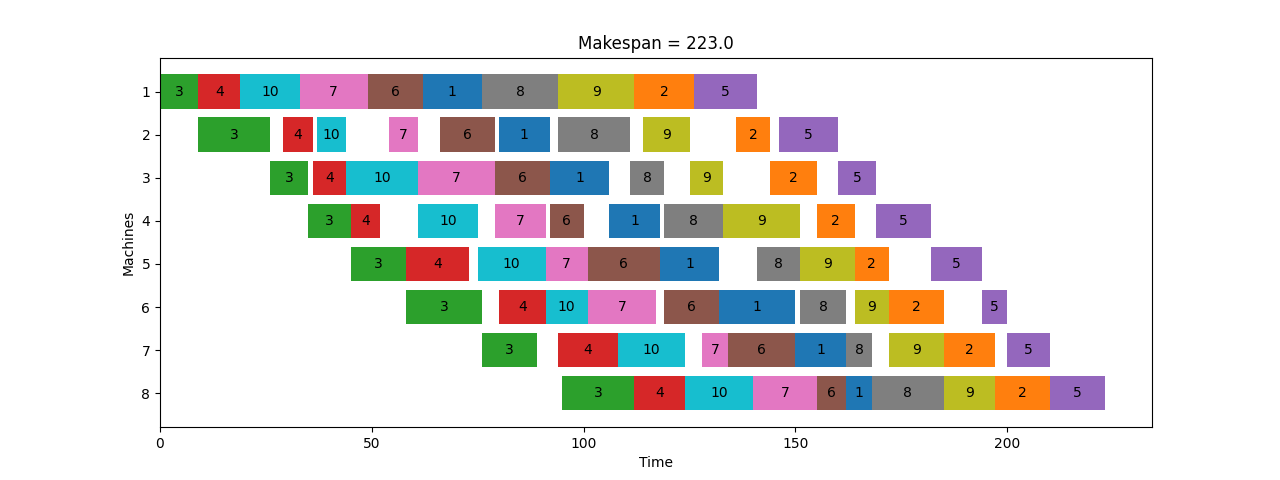 Makespan = 223.0
1 3 4 10 7 6 1 8 9 2 5
2 3 4 10 7 6 1 8 9 2 5
3 3 4 10 7 6 1 8 9 2 5
4 3 4 10 7 6 1 8 9 2 5
5 3 4 10 7 6 1 8 9 2 5
6 3 4 10 7 6 1 8 9 2 5
7 3 4 10 7 6 1 8 9 2 5
8 3 4 10 7 6 1 8 9 2 5
Machines
0 50 100 150 200
Time